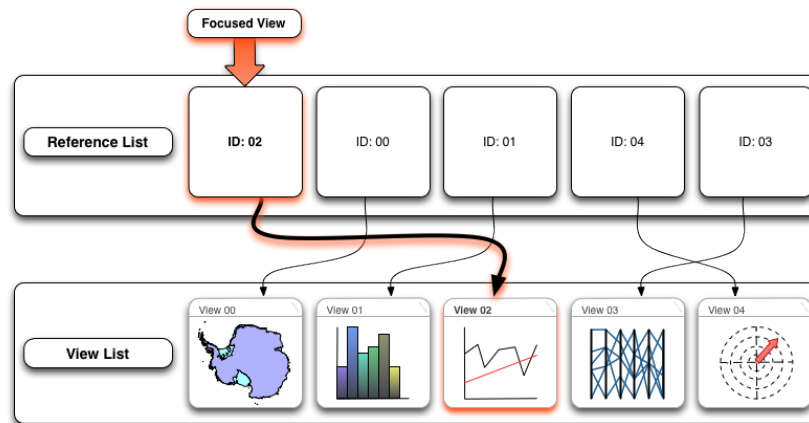 Focused View
Reference List
ID: 02
ID: 00
ID: 01
ID: 04
ID: 03
View List
View 00
View 01
View 02
View 03
View 04